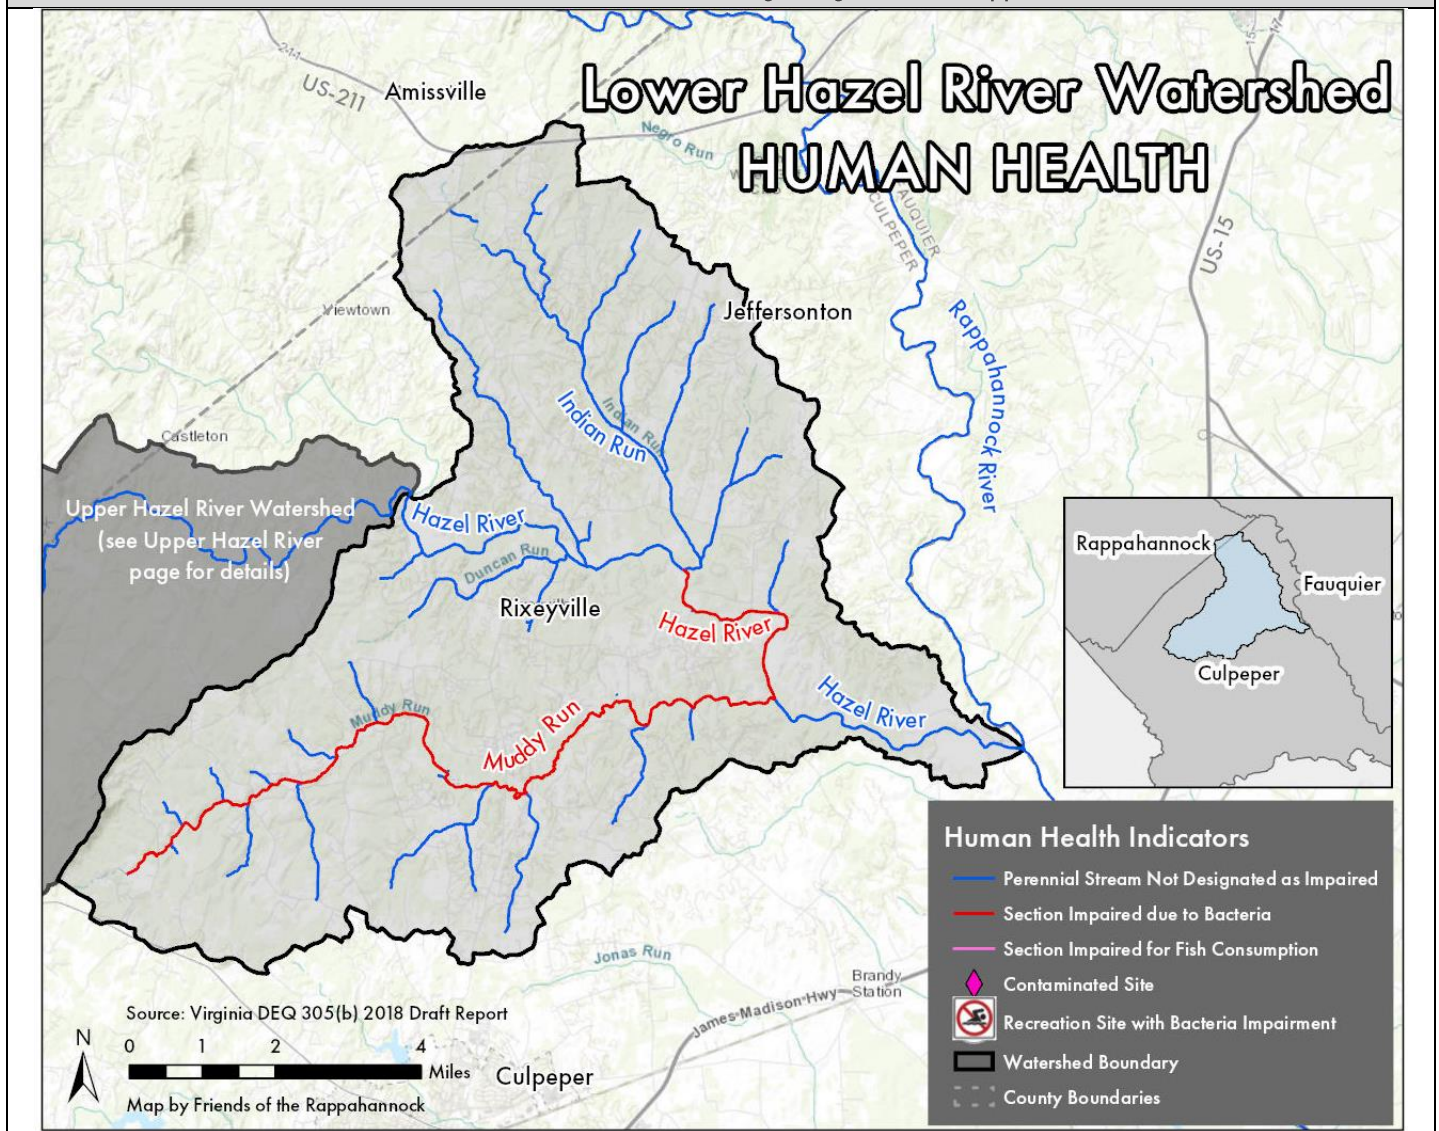 US-211
211
Amissville
Lower Hazel River Watershed
HUMAN HEALTH
Negro Run
FAUQUIER
CULPEPER
US-15
15
17
Viewtown
Jeffersonton
Rappahannock River
Castleton
Indian Run
Indian Run
Upper Hazel River Watershed
(see Upper Hazel River
page for details)
Hazel River
Duncan Run
Rixeyville
Hazel River
Rappahannock
Fauquier
Culpeper
Muddy Run
Muddy Run
Hazel River
Human Health Indicators
Perennial Stream Not Designated as Impaired
Section Impaired due to Bacteria
Section Impaired for Fish Consumption
Contaminated Site
Recreation Site with Bacteria Impairment
Watershed Boundary
County Boundaries
Jonas Run
Brandy
Station
James Madison Hwy
Source: Virginia DEQ 305(b) 2018 Draft Report
N
0 1 2 4
Miles
Culpeper
Map by Friends of the Rappahannock